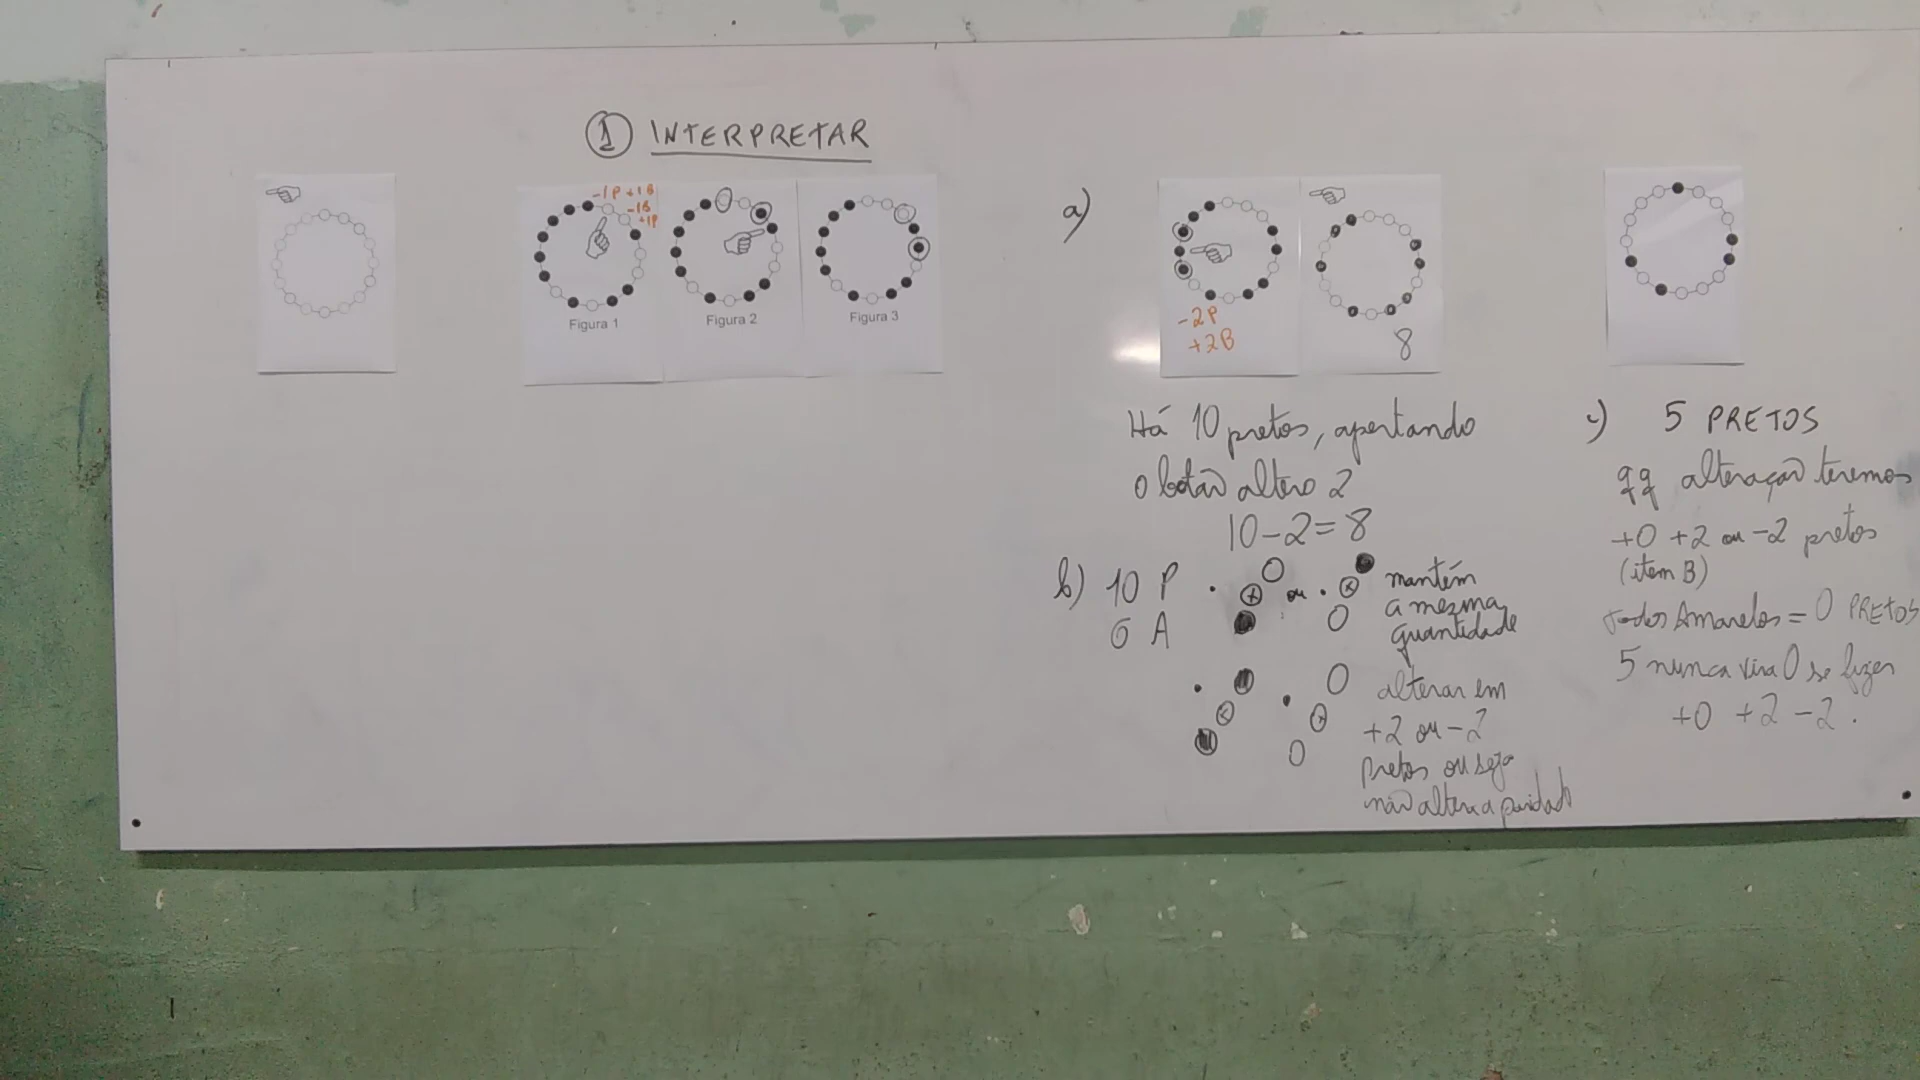 1 INTERPRETAR
-1P +1B
-1B
+1P
Figura 1
Figura 2
Figura 3
a)
-2P
+2B
8
Há 10 pretos, apertando
o botão altero 2
10-2=8
b) 10 P
6 A
ou
mantém
a mesma
quantidade
alterar em
+2 ou -2
pretos ou seja
não altera a paridade
c) 5 PRETOS
qq alteração teremos
+0 +2 ou -2 pretos
(item B)
todos Amarelos = 0 PRETOS
5 nunca vira 0 se fizer
+0 +2 -2.